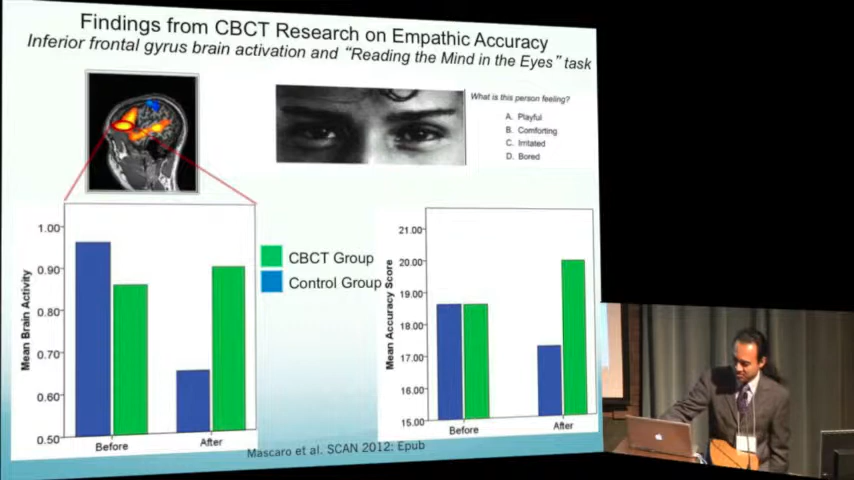 Findings from CBCT Research on Empathic Accuracy
Inferior frontal gyrus brain activation and "Reading the Mind in the Eyes" task
What is this person feeling?
A. Playful
B. Comforting
C. Irritated
D. Bored
Mean Brain Activity
1.00
0.90
0.80
0.70
0.60
0.50
Before
After
CBCT Group
Control Group
Mean Accuracy Score
21.00
20.00
19.00
18.00
17.00
16.00
15.00
Before
After
Mascaro et al. SCAN 2012: Epub